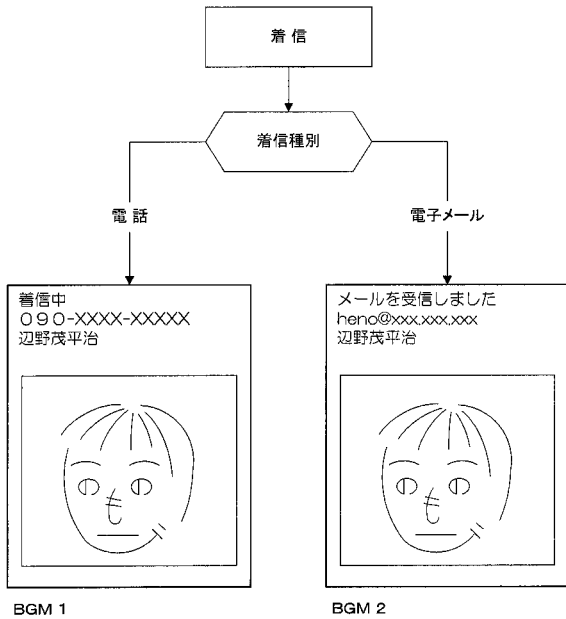 着信
着信種別
電話
電子メール
着信中
090-XXXX-XXXXX
辺野茂平治
メールを受信しました
heno@xxx.xxx.xxx
辺野茂平治
BGM 1
BGM 2